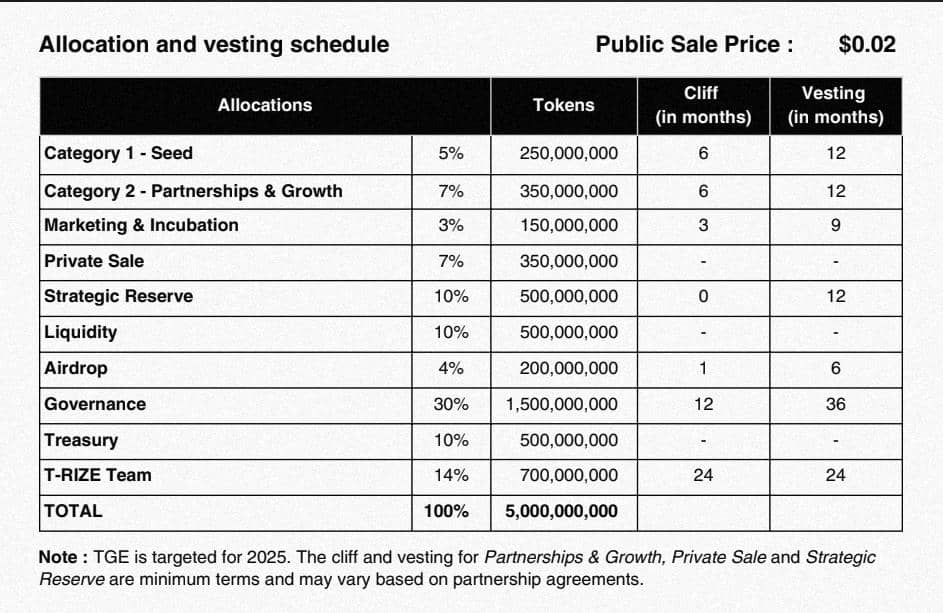 Allocation and vesting schedule Public Sale Price : $0.02
Allocations Tokens Cliff (in months) Vesting (in months)
Category 1 - Seed 5% 250,000,000 6 12
Category 2 - Partnerships & Growth 7% 350,000,000 6 12
Marketing & Incubation 3% 150,000,000 3 9
Private Sale 7% 350,000,000 - -
Strategic Reserve 10% 500,000,000 0 12
Liquidity 10% 500,000,000 - -
Airdrop 4% 200,000,000 1 6
Governance 30% 1,500,000,000 12 36
Treasury 10% 500,000,000 - -
T-RIZE Team 14% 700,000,000 24 24
TOTAL 100% 5,000,000,000
Note : TGE is targeted for 2025. The cliff and vesting for Partnerships & Growth, Private Sale and Strategic
Reserve are minimum terms and may vary based on partnership agreements.